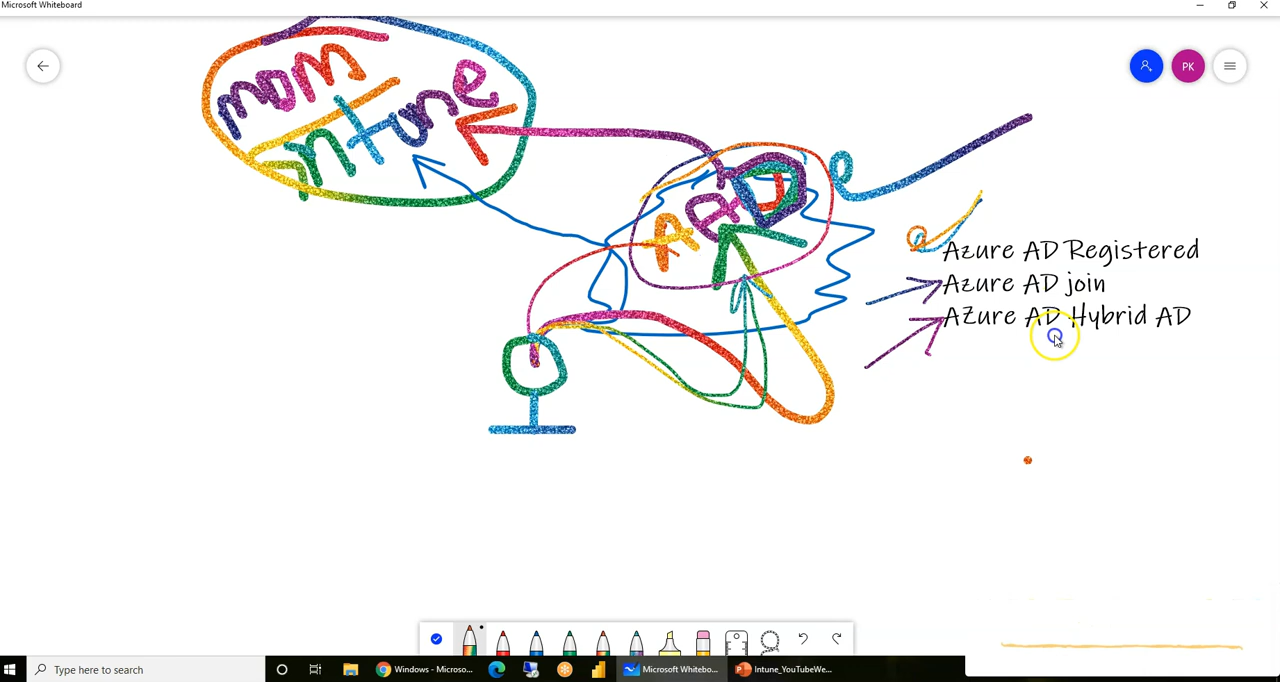 Microsoft Whiteboard
PK
mom
Intune
AAD
Azure AD Registered
Azure AD join
AZure AD Hybrid AD
Type here to search
Windows - Microso...
Microsoft Whitebo...
Intune_YouTubeWe...